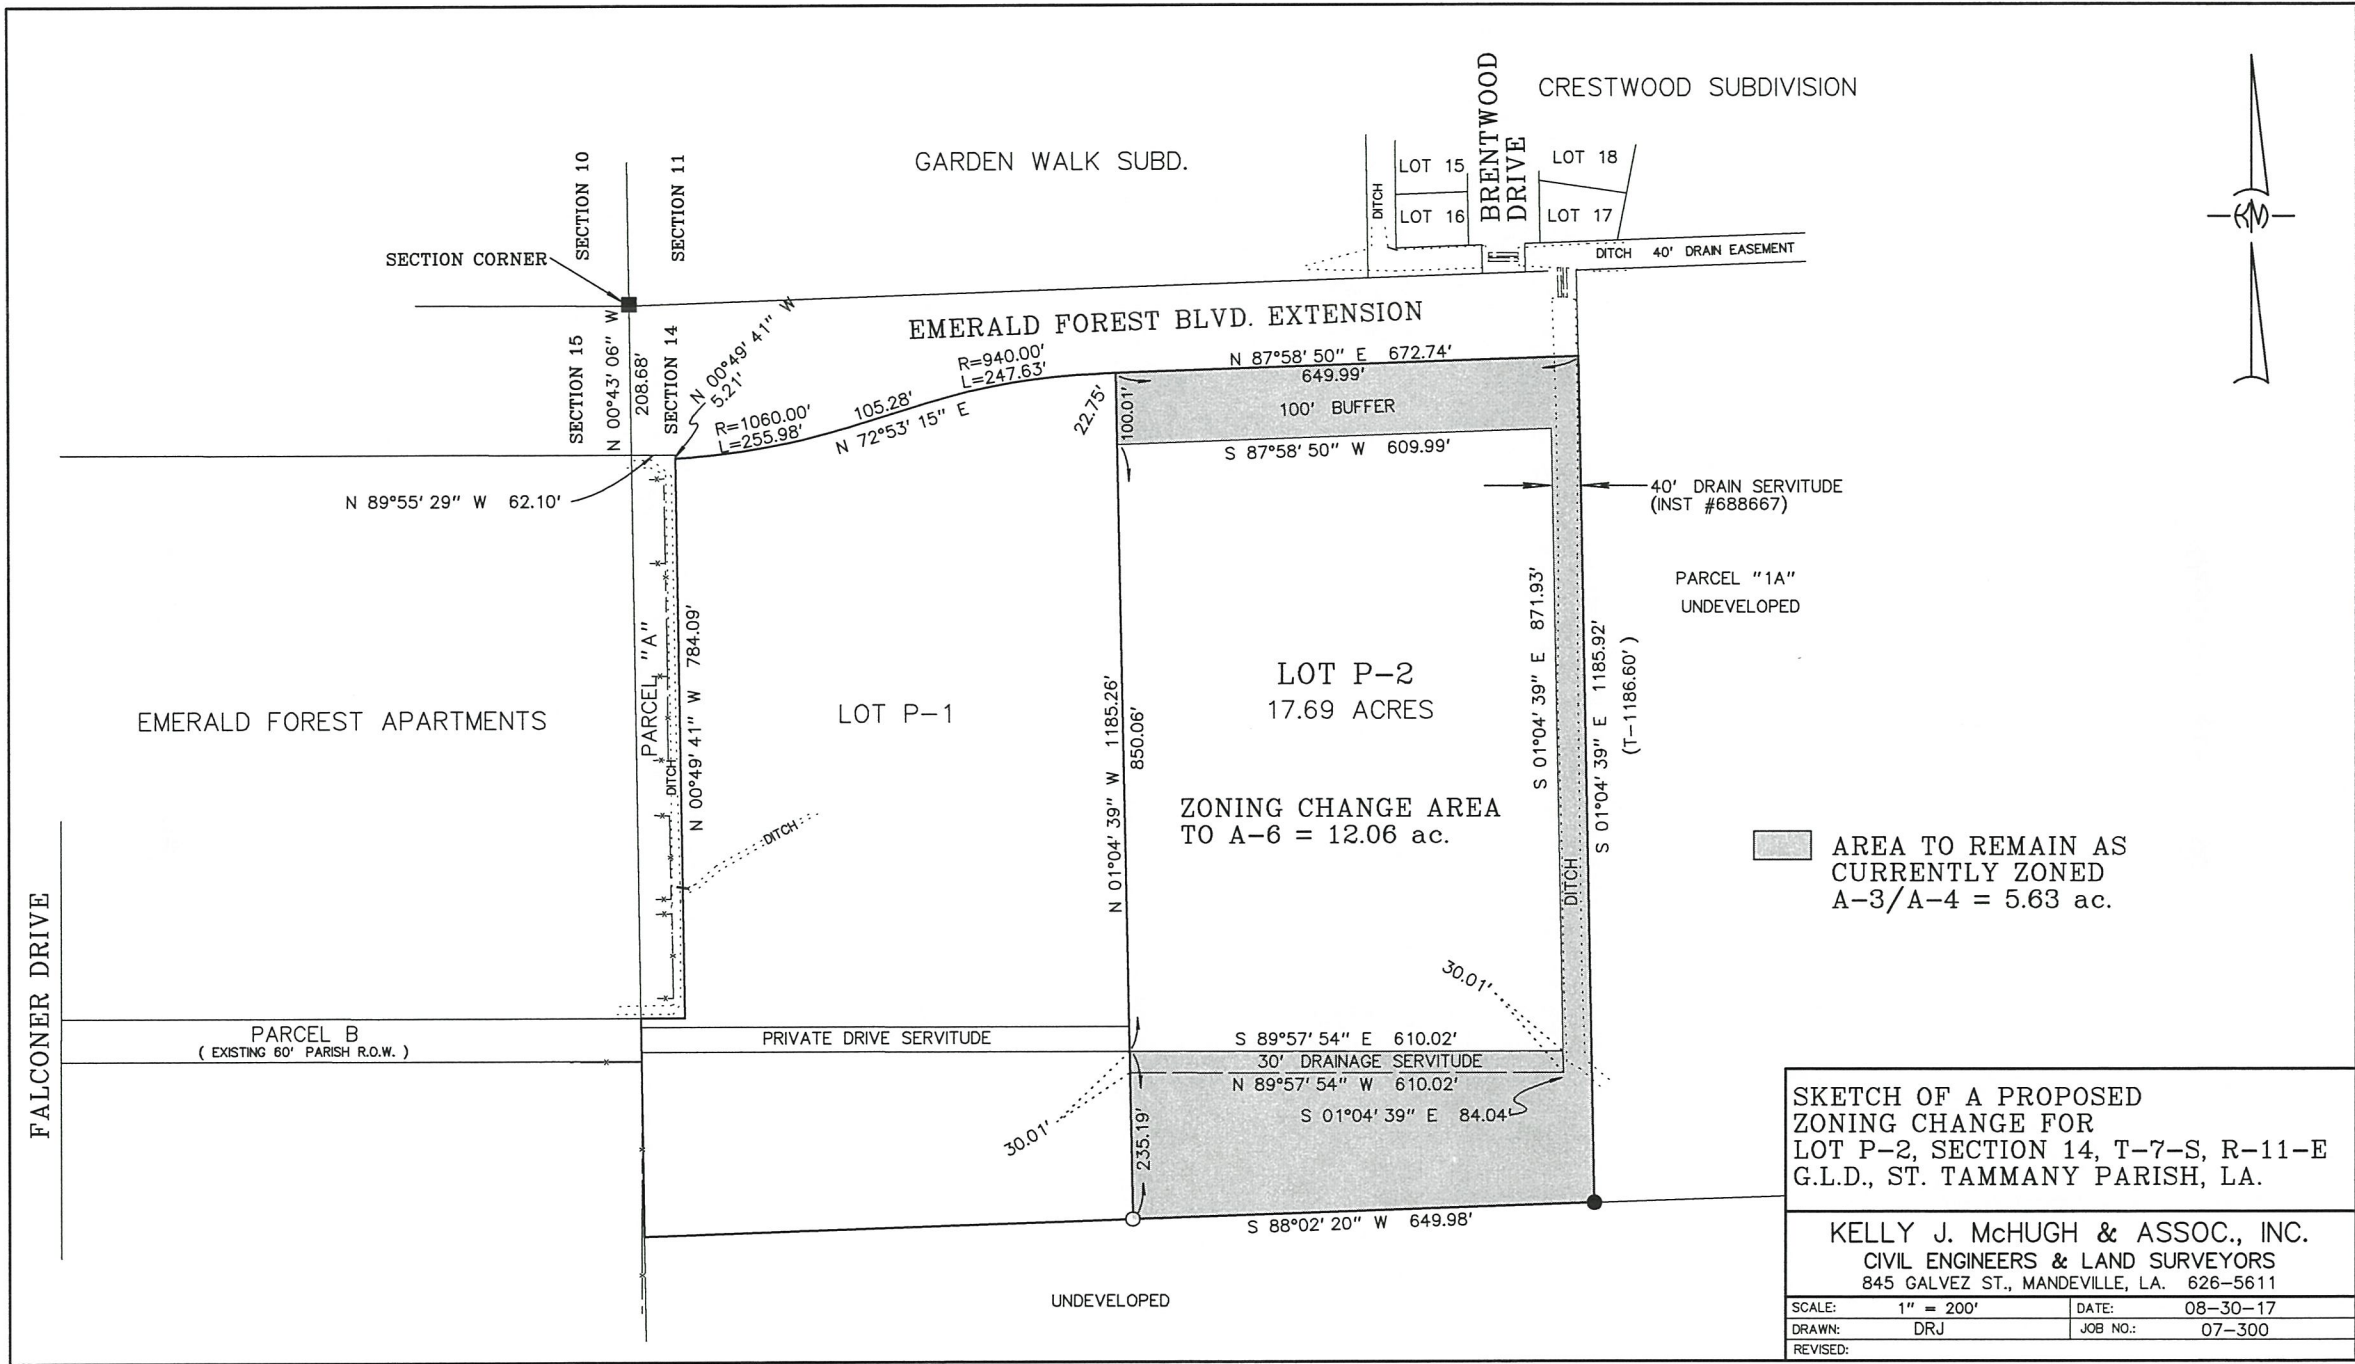 CRESTWOOD SUBDIVISION
BRENTWOOD
DRIVE
GARDEN WALK SUBD.
SECTION 10
SECTION 11
DITCH
LOT 15
LOT 16
LOT 18
LOT 17
SECTION CORNER
DITCH 40' DRAIN EASEMENT
KM
EMERALD FOREST BLVD. EXTENSION
SECTION 15
N 00°43' 06" W
208.68'
SECTION 14
N 00°49' 41" W
5.21'
R=1060.00'
L=255.98'
105.28'
N 72°53' 15" E
R=940.00'
L=247.63'
22.75'
N 87°58' 50" E 672.74'
649.99'
100.01'
100' BUFFER
S 87°58' 50" W 609.99'
N 89°55' 29" W 62.10'
40' DRAIN SERVITUDE
(INST #688667)
PARCEL "1A"
UNDEVELOPED
PARCEL "A"
DITCH
N 00°49' 41" W 784.09'
DITCH
EMERALD FOREST APARTMENTS
LOT P-1
N 01°04' 39" W 1185.26'
850.06'
LOT P-2
17.69 ACRES
ZONING CHANGE AREA
TO A-6 = 12.06 ac.
S 01°04' 39" E 871.93'
DITCH
S 01°04' 39" E 1185.92'
(T-1186.60')
AREA TO REMAIN AS
CURRENTLY ZONED
A-3/A-4 = 5.63 ac.
FALCONER DRIVE
PARCEL B
( EXISTING 60' PARISH R.O.W. )
PRIVATE DRIVE SERVITUDE
30.01'
S 89°57' 54" E 610.02'
30' DRAINAGE SERVITUDE
N 89°57' 54" W 610.02'
S 01°04' 39" E 84.04'
30.01'
235.19'
S 88°02' 20" W 649.98'
UNDEVELOPED
SKETCH OF A PROPOSED
ZONING CHANGE FOR
LOT P-2, SECTION 14, T-7-S, R-11-E
G.L.D., ST. TAMMANY PARISH, LA.
KELLY J. McHUGH & ASSOC., INC.
CIVIL ENGINEERS & LAND SURVEYORS
845 GALVEZ ST., MANDEVILLE, LA. 626-5611
SCALE: 1" = 200' DATE: 08-30-17
DRAWN: DRJ JOB NO.: 07-300
REVISED: